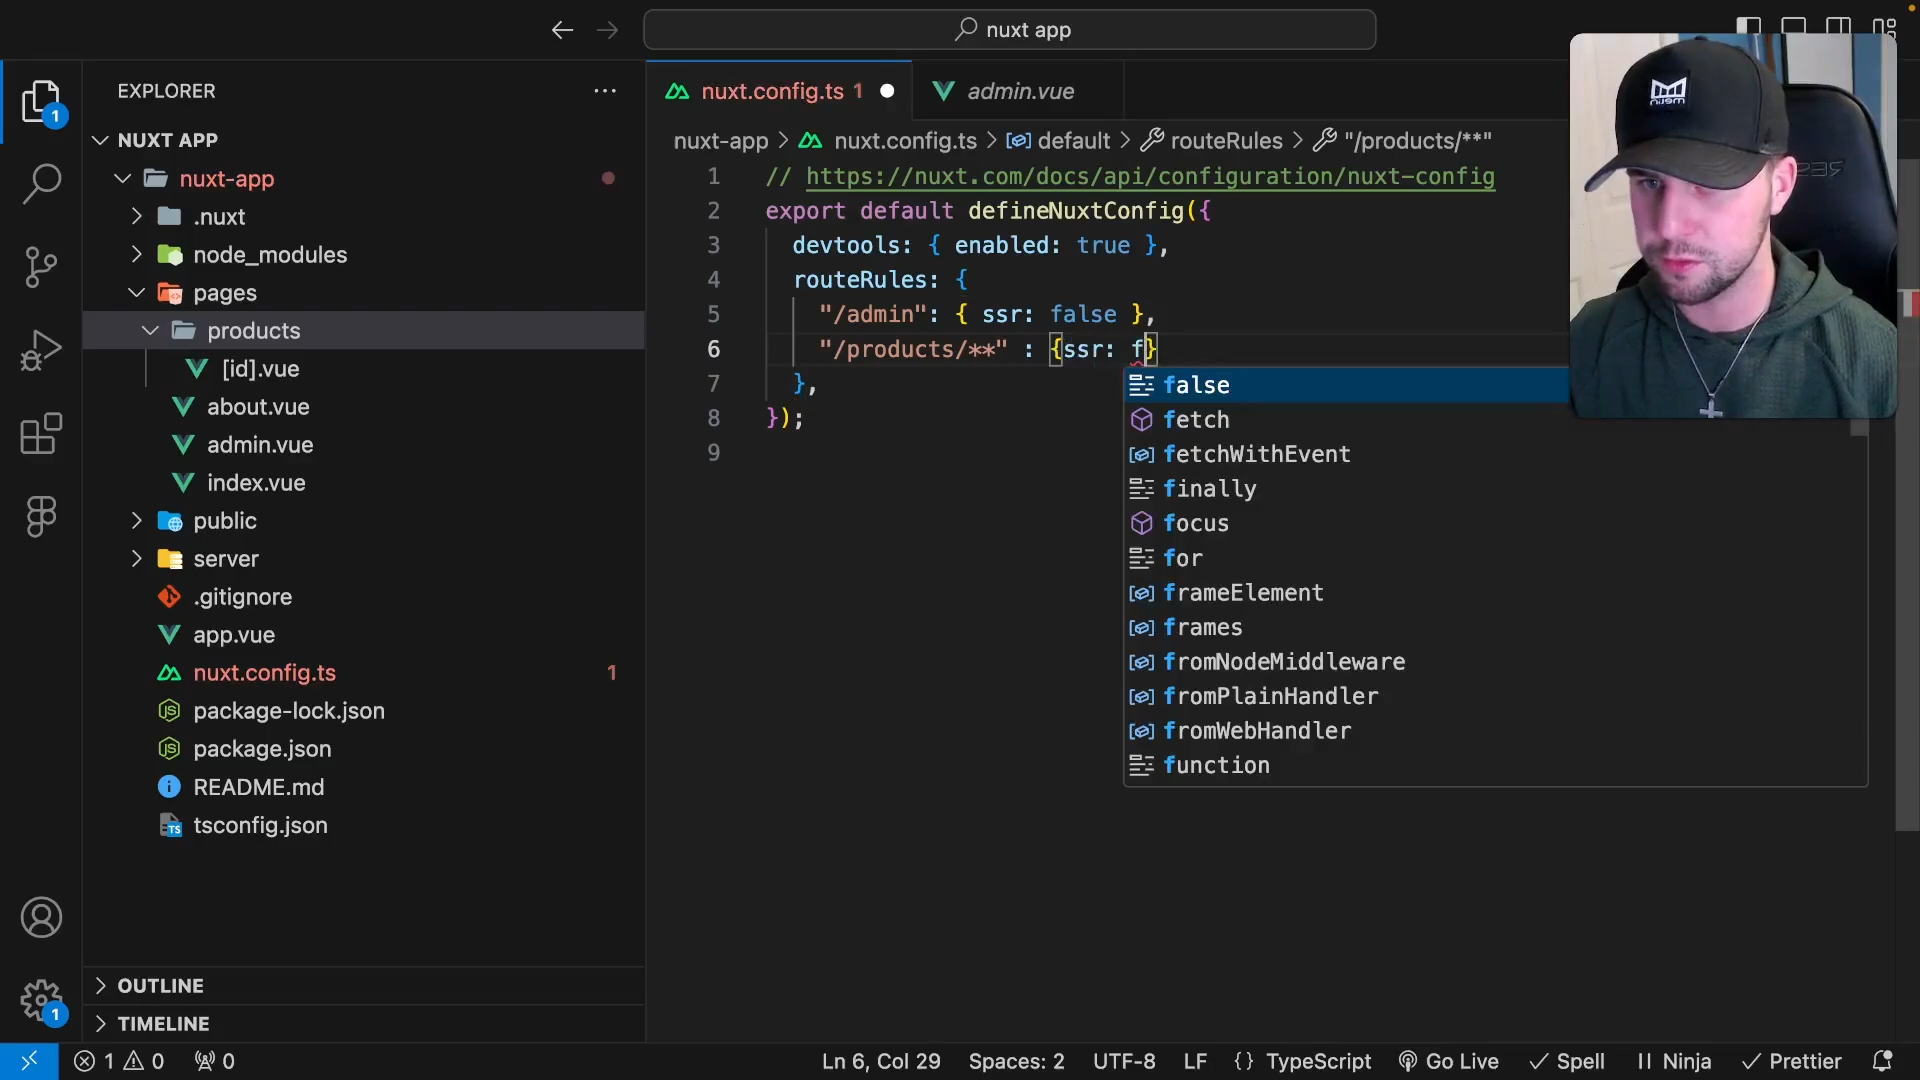 nuxt app
EXPLORER
NUXT APP
nuxt-app
.nuxt
node_modules
pages
products
[id].vue
about.vue
admin.vue
index.vue
public
server
.gitignore
app.vue
nuxt.config.ts 1
package-lock.json
package.json
README.md
tsconfig.json
OUTLINE
TIMELINE
1
1
nuxt.config.ts 1
admin.vue
nuxt-app > nuxt.config.ts > default > routeRules > "/products/**"
1 // https://nuxt.com/docs/api/configuration/nuxt-config
2 export default defineNuxtConfig({
3 devtools: { enabled: true },
4 routeRules: {
5 "/admin": { ssr: false },
6 "/products/**" : {ssr: f}
7 },
8 });
9
false
fetch
fetchWithEvent
finally
focus
for
frameElement
frames
fromNodeMiddleware
fromPlainHandler
fromWebHandler
function
melin
1 0 0
Ln 6, Col 29 Spaces: 2 UTF-8 LF {} TypeScript Go Live Spell Ninja Prettier